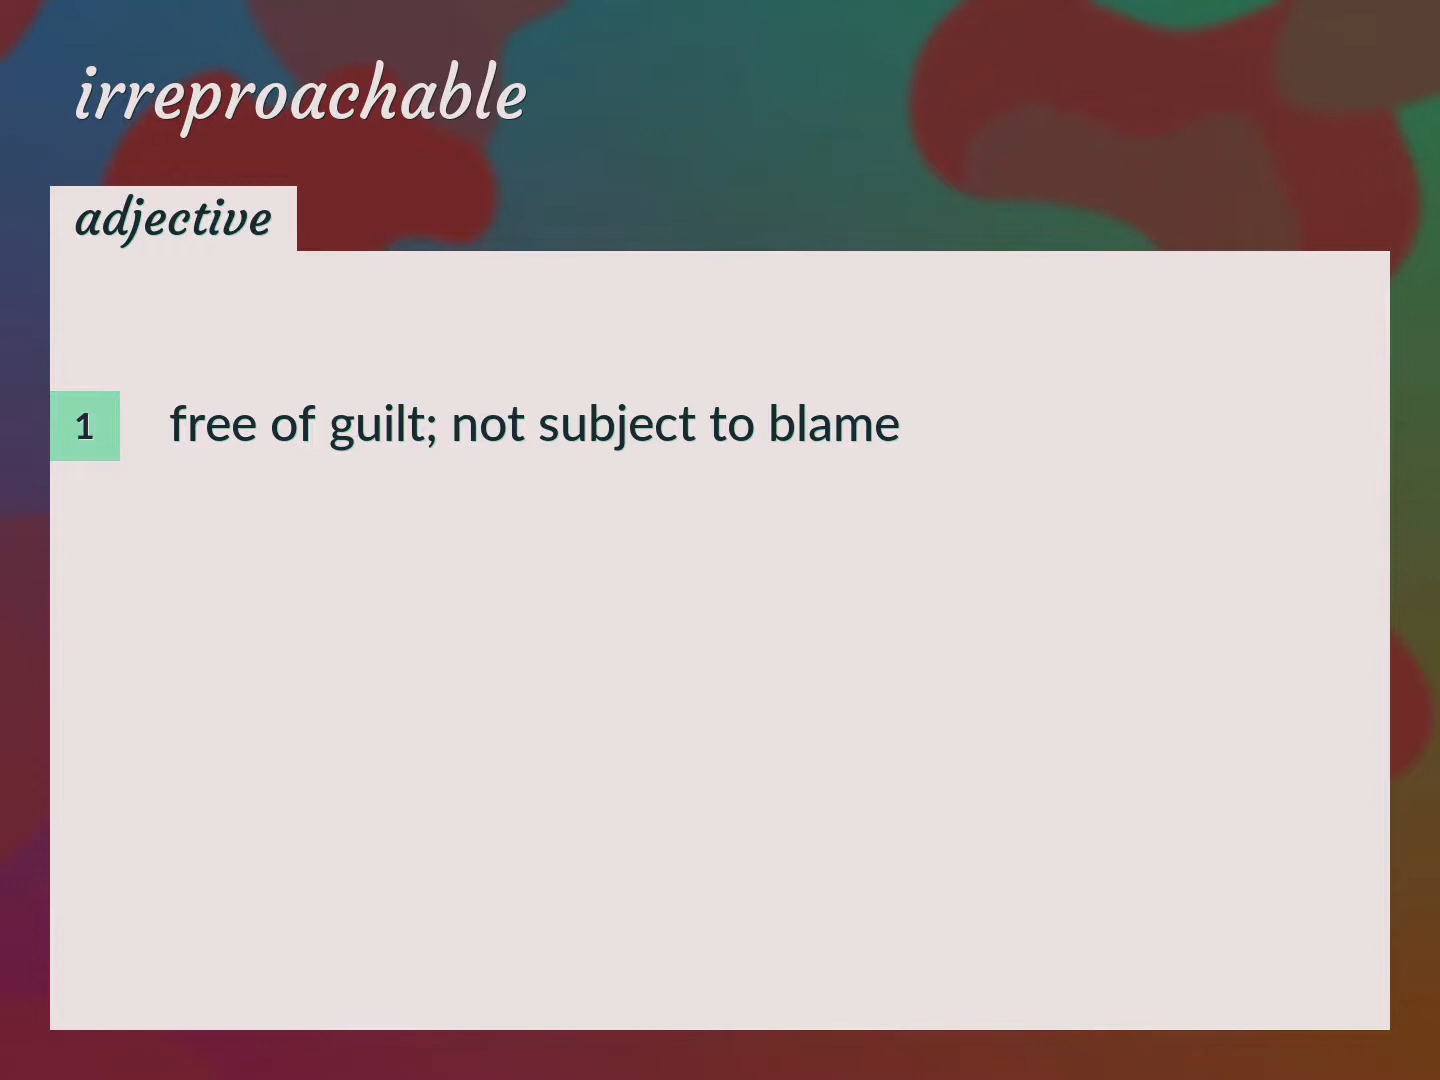 irreproachable
adjective
1 free of guilt; not subject to blame